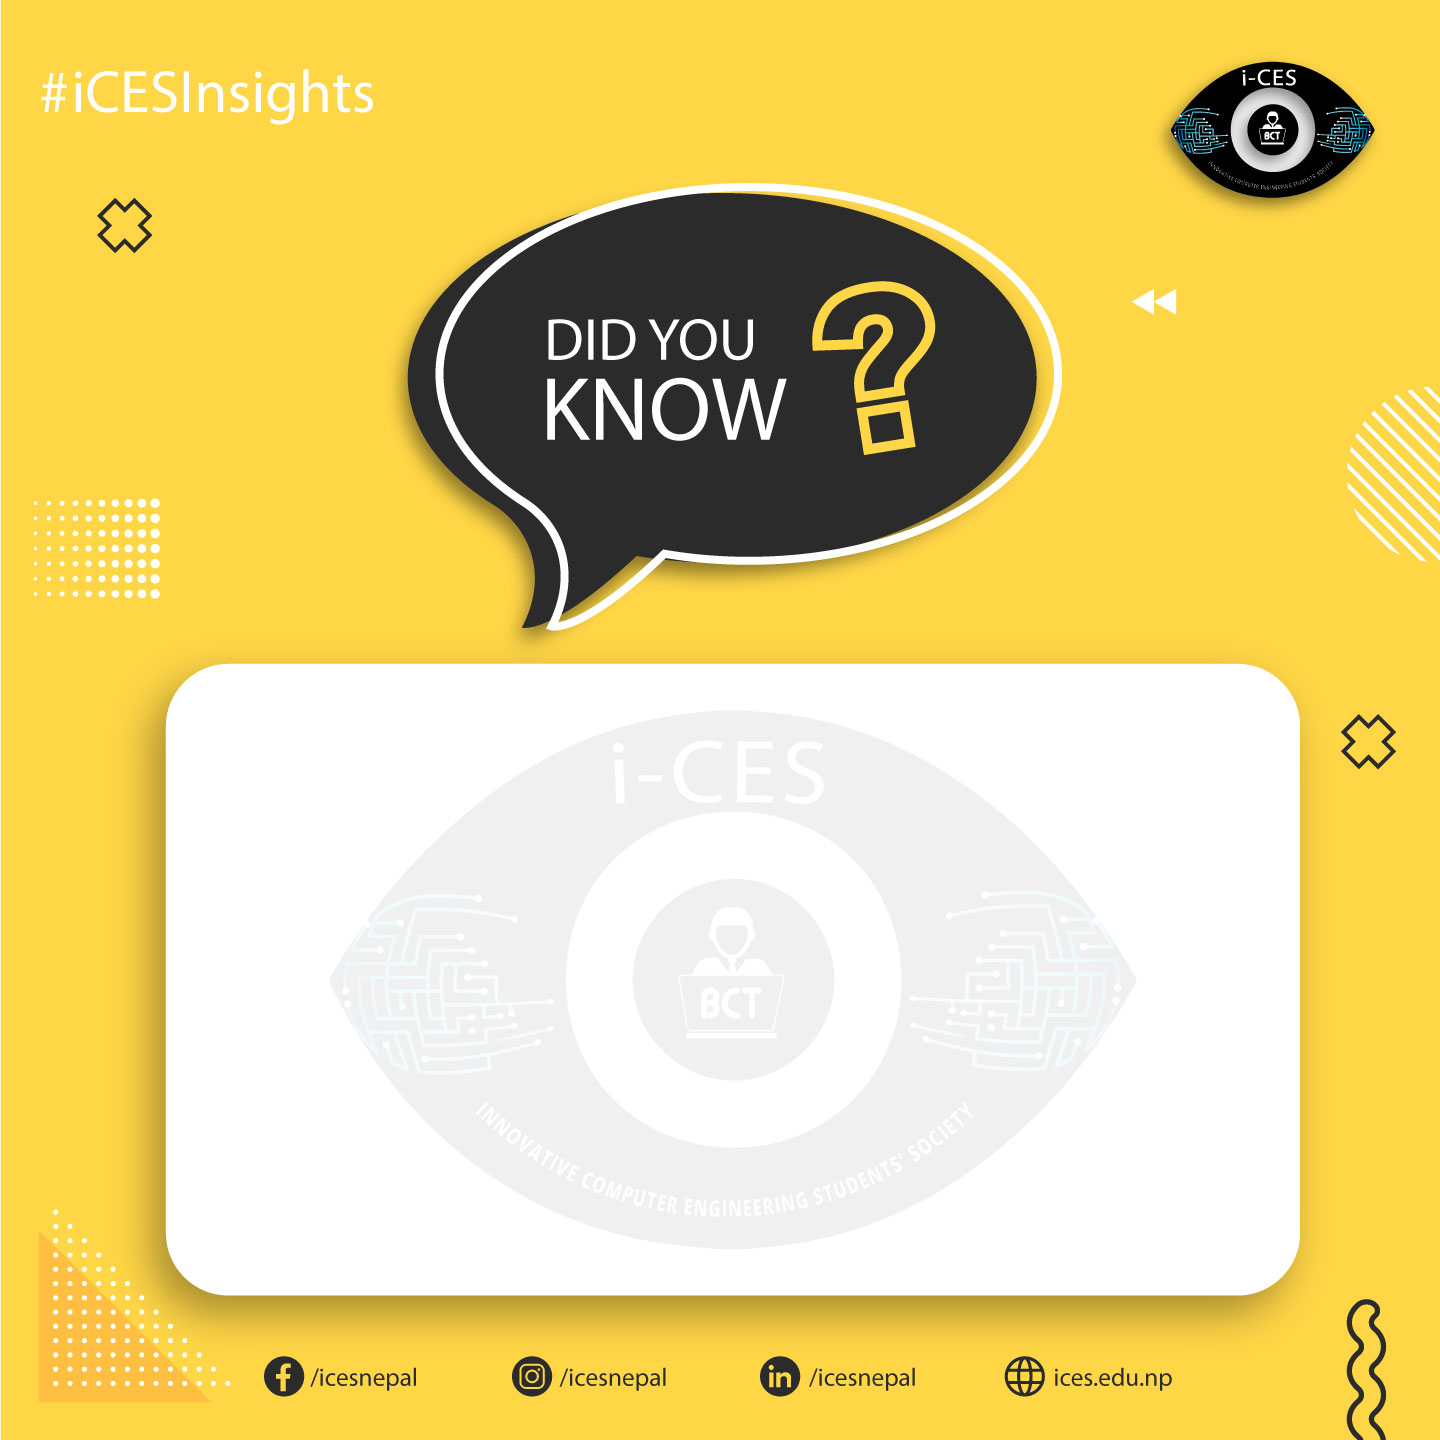 #iCESInsights
i-CES
BCT
INNOVATIVE COMPUTER ENGINEERING STUDENTS' SOCIETY
DID YOU
KNOW ?
i-CES
BCT
INNOVATIVE COMPUTER ENGINEERING STUDENTS' SOCIETY
/icesnepal
/icesnepal
/icesnepal
ices.edu.np